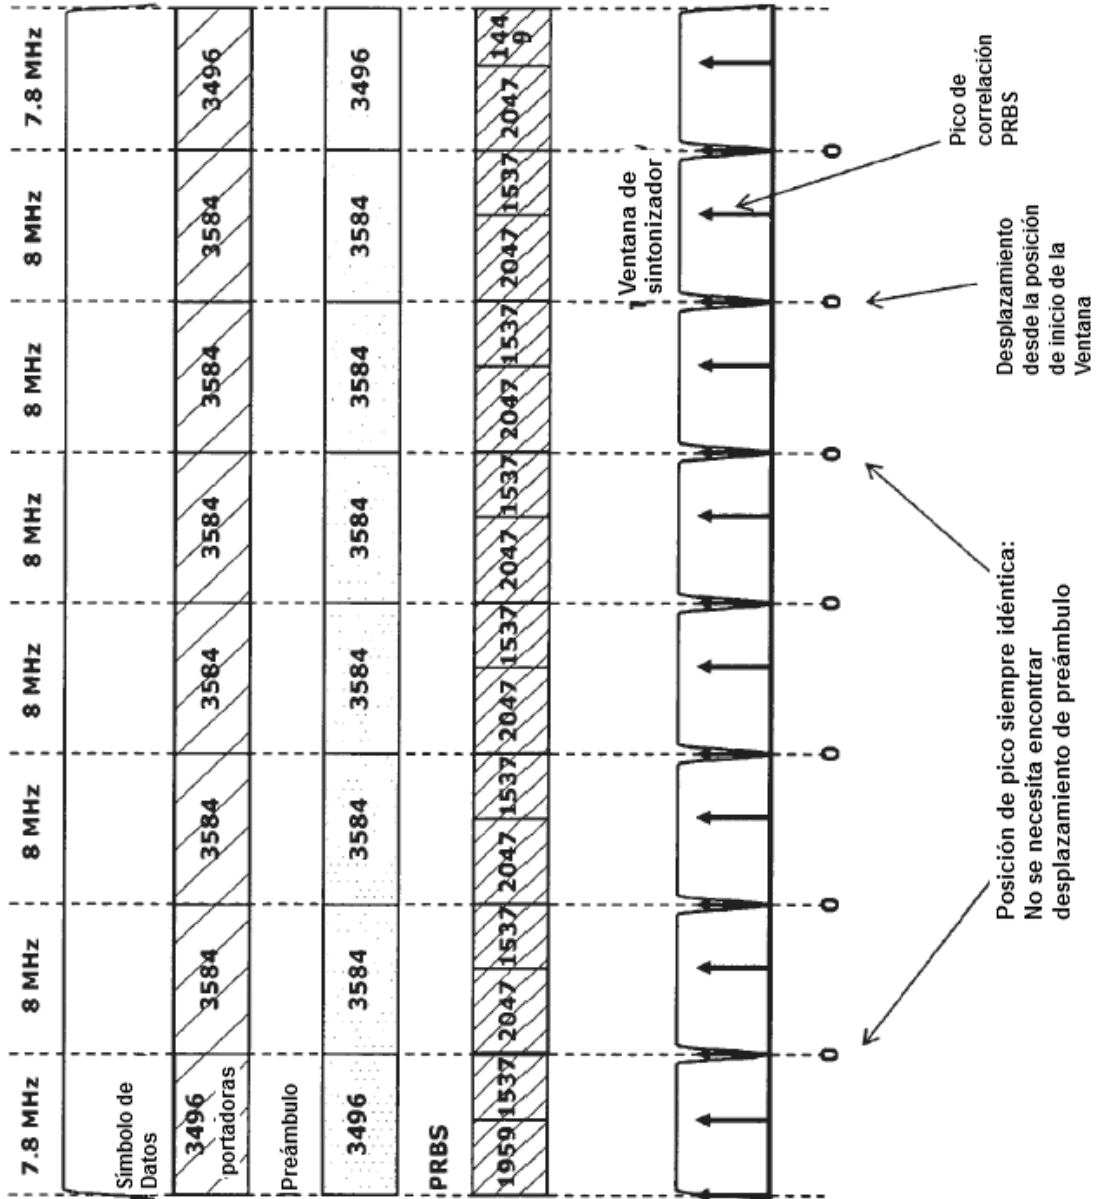 7.8 MHz
8 MHz
8 MHz
8 MHz
8 MHz
8 MHz
8 MHz
7.8 MHz
Símbolo de
Datos
3496
portadoras
3584
3584
3584
3584
3584
3584
3496
Preámbulo
3496
3584
3584
3584
3584
3584
3584
3496
PRBS
1959
1537
2047
1537
2047
1537
2047
1537
2047
1537
2047
1537
2047
1537
2047
144
9
Ventana de
sintonizador
0
0
0
0
0
0
0
Posición de pico siempre idéntica:
No se necesita encontrar
desplazamiento de preámbulo
Desplazamiento
desde la posición
de inicio de la
Ventana
Pico de
correlación
PRBS